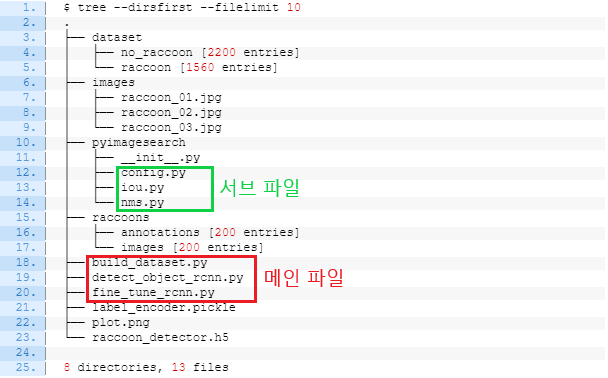 1. $ tree --dirsfirst --filelimit 10
2. .
3. ├── dataset
4. │   ├── no_raccoon [2200 entries]
5. │   └── raccoon [1560 entries]
6. ├── images
7. │   ├── raccoon_01.jpg
8. │   ├── raccoon_02.jpg
9. │   └── raccoon_03.jpg
10. ├── pyimagesearch
11. │   ├── __init__.py
12. │   ├── config.py
13. │   ├── iou.py 서브 파일
14. │   └── nms.py
15. ├── raccoons
16. │   ├── annotations [200 entries]
17. │   └── images [200 entries]
18. ├── build_dataset.py
19. ├── detect_object_rcnn.py 메인 파일
20. ├── fine_tune_rcnn.py
21. ├── label_encoder.pickle
22. ├── plot.png
23. └── raccoon_detector.h5
24.
25. 8 directories, 13 files